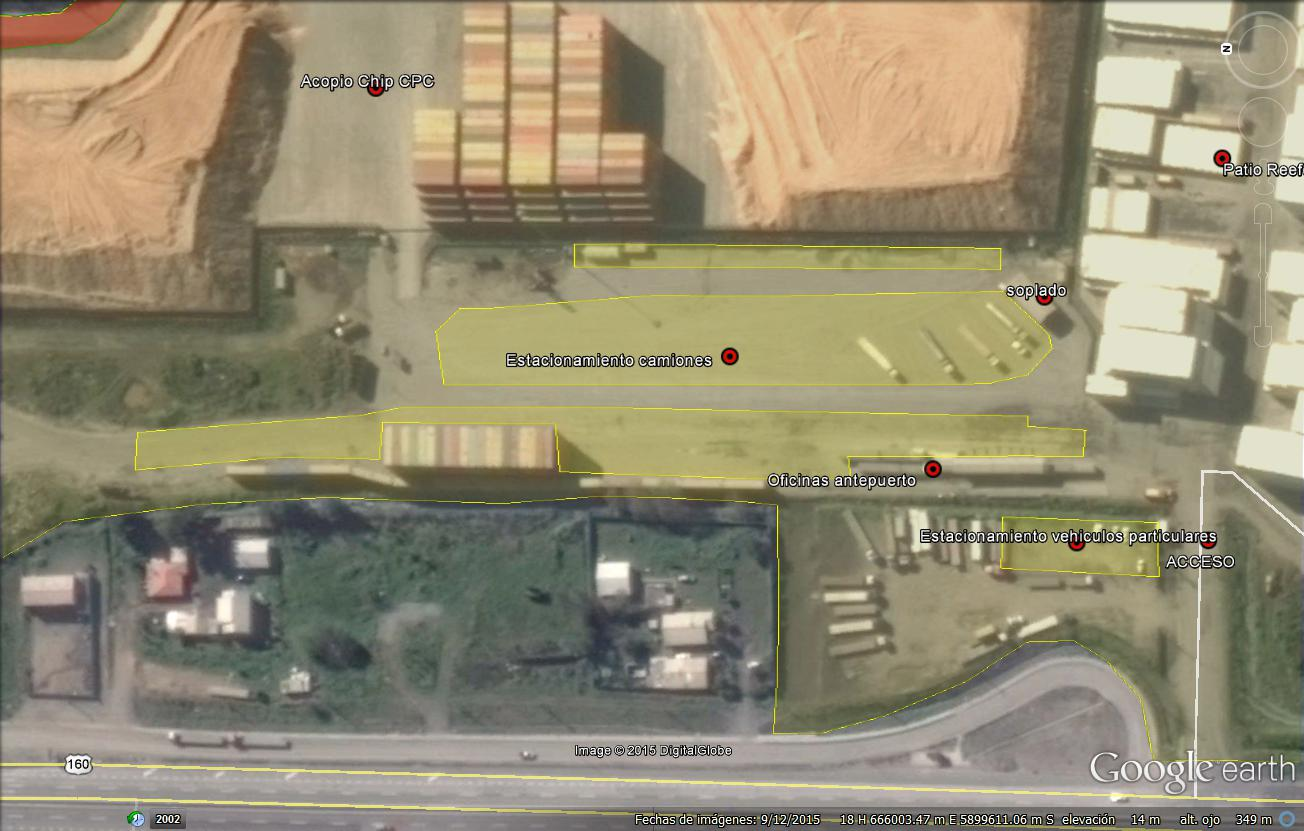 N
Acopio Chip CPC
Patio Reef
soplado
Estacionamiento camiones
Oficinas antepuerto
Estacionamiento vehiculos particulares
ACCESO
Image © 2015 DigitalGlobe
160
Google earth
2002
Fechas de imágenes: 9/12/2015 18 H 666003.47 m E 5899611.06 m S elevación 14 m alt. ojo 349 m